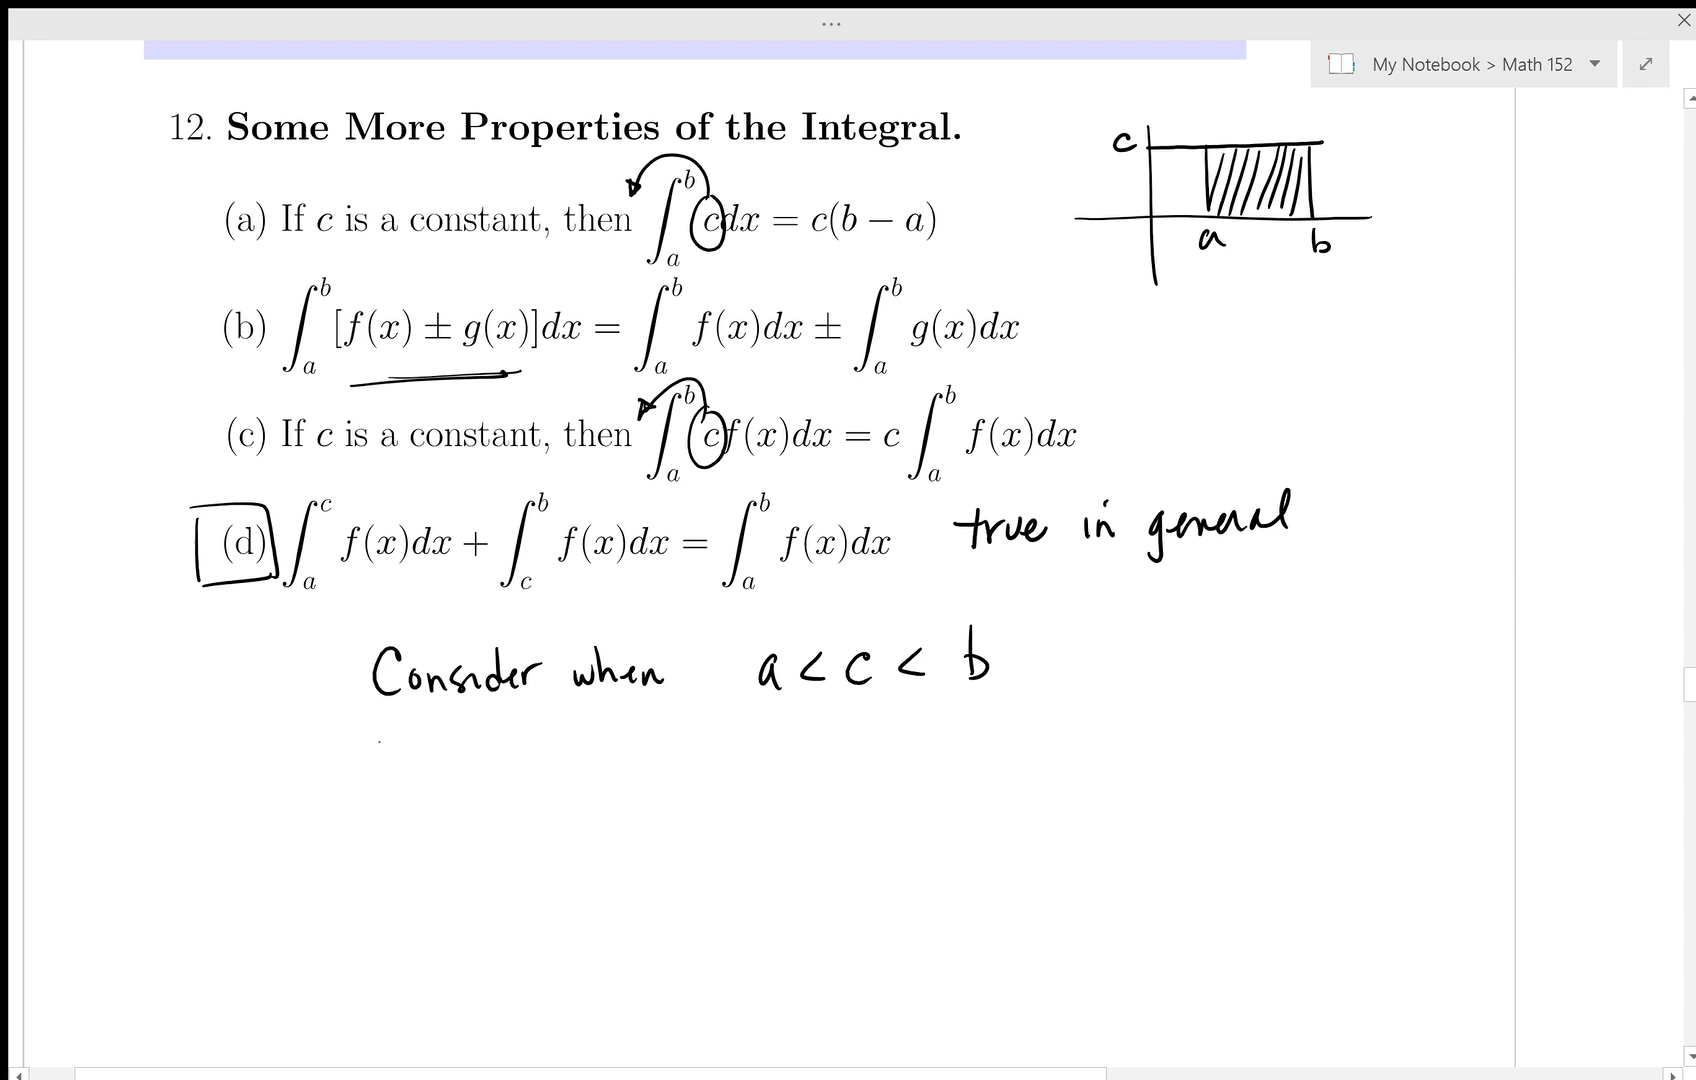 ...
My Notebook > Math 152
12. Some More Properties of the Integral.
c
a b
(a) If c is a constant, then ∫_a^b cdx = c(b − a)
(b) ∫_a^b [f(x) ± g(x)]dx = ∫_a^b f(x)dx ± ∫_a^b g(x)dx
(c) If c is a constant, then ∫_a^b cf(x)dx = c ∫_a^b f(x)dx
(d) ∫_a^c f(x)dx + ∫_c^b f(x)dx = ∫_a^b f(x)dx true in general
Consider when a < c < b